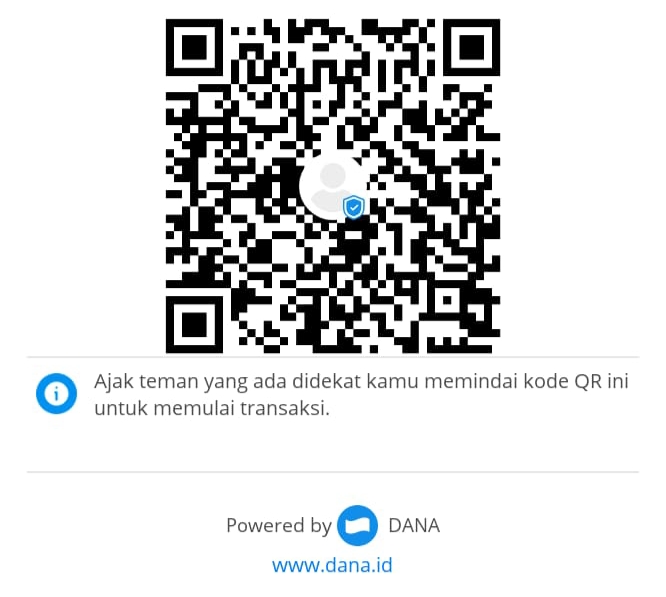 Ajak teman yang ada didekat kamu memindai kode QR ini
untuk memulai transaksi.
Powered by DANA
www.dana.id